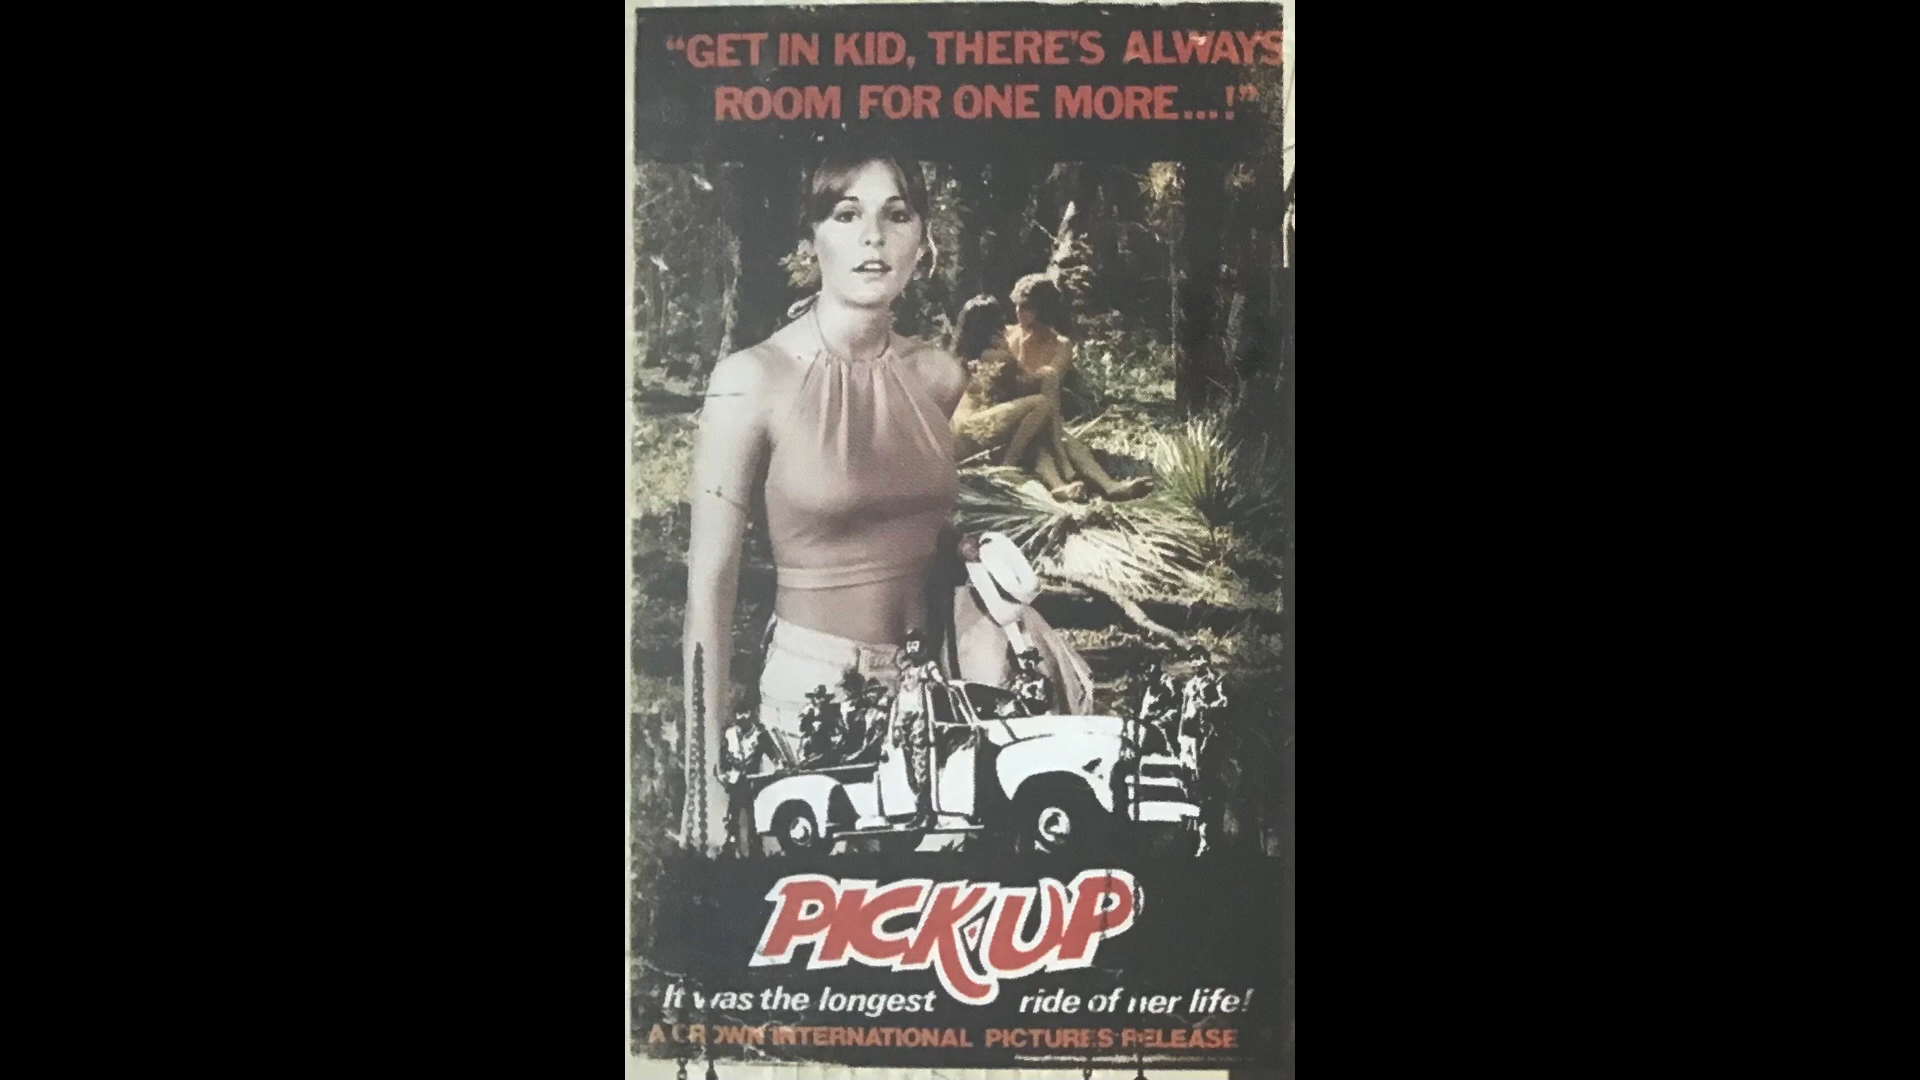 "GET IN KID, THERE'S ALWAYS
ROOM FOR ONE MORE...!"
PICK-UP
"It was the longest ride of her life!
A CROWN INTERNATIONAL PICTURES RELEASE